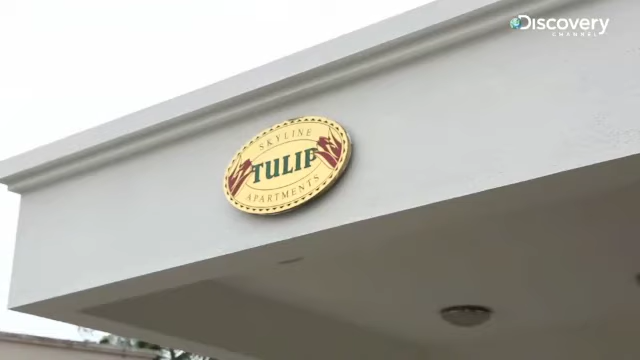 Discovery
CHANNEL
SKYLINE
TULIP
APARTMENTS